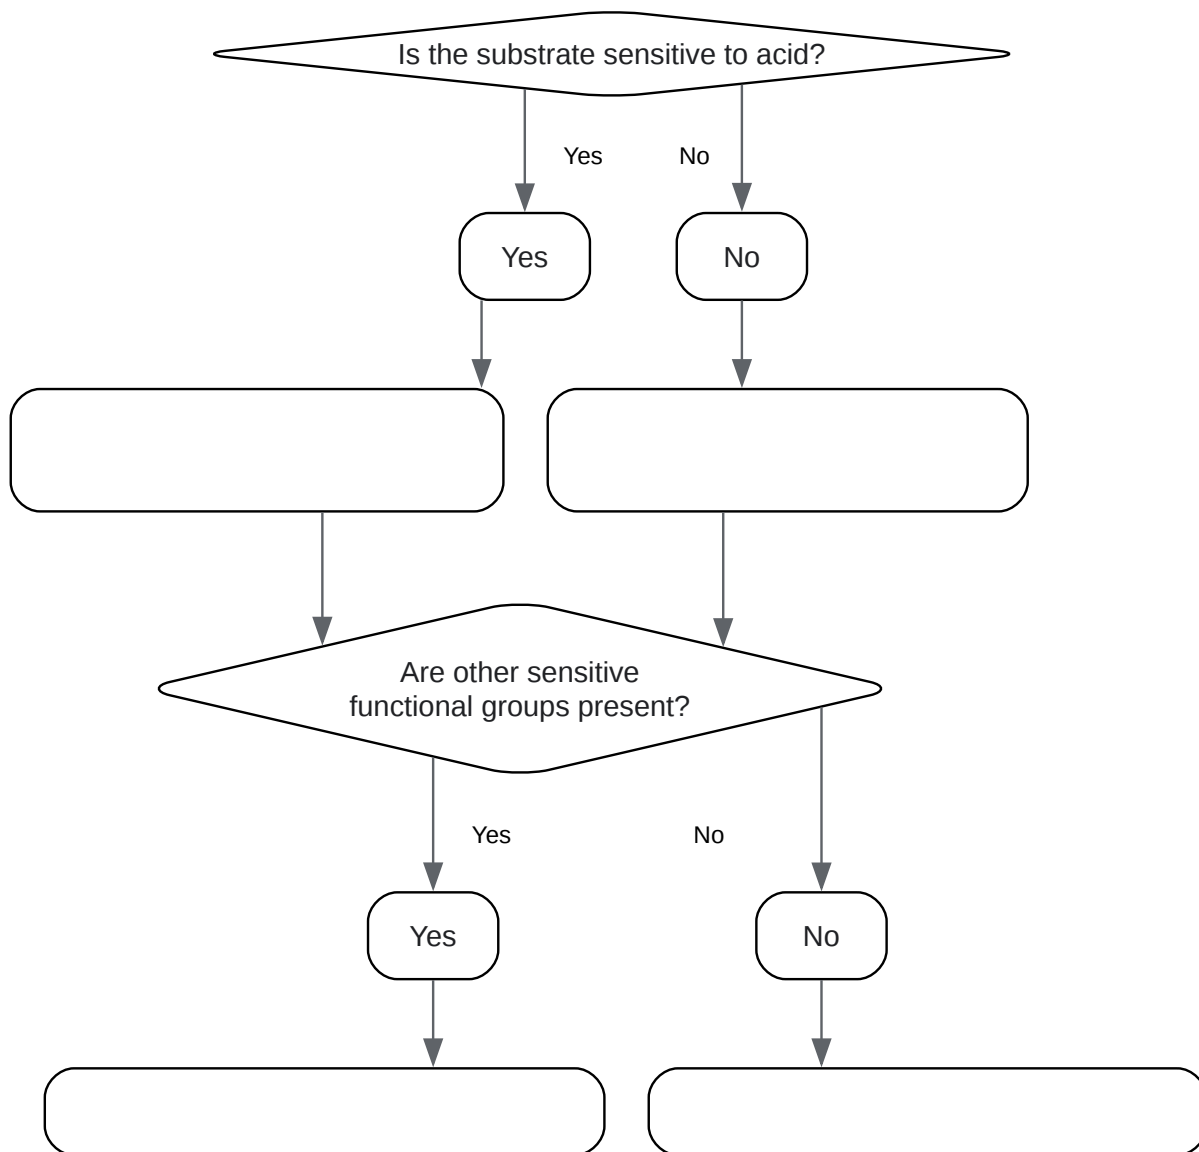 Is the substrate sensitive to acid?
Yes
No
Yes
No
Are other sensitive
functional groups present?
Yes
No
Yes
No